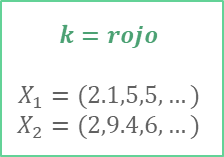 k = rojo
X₁ = (2.1,5,5, … )
X₂ = (2,9.4,6, … )